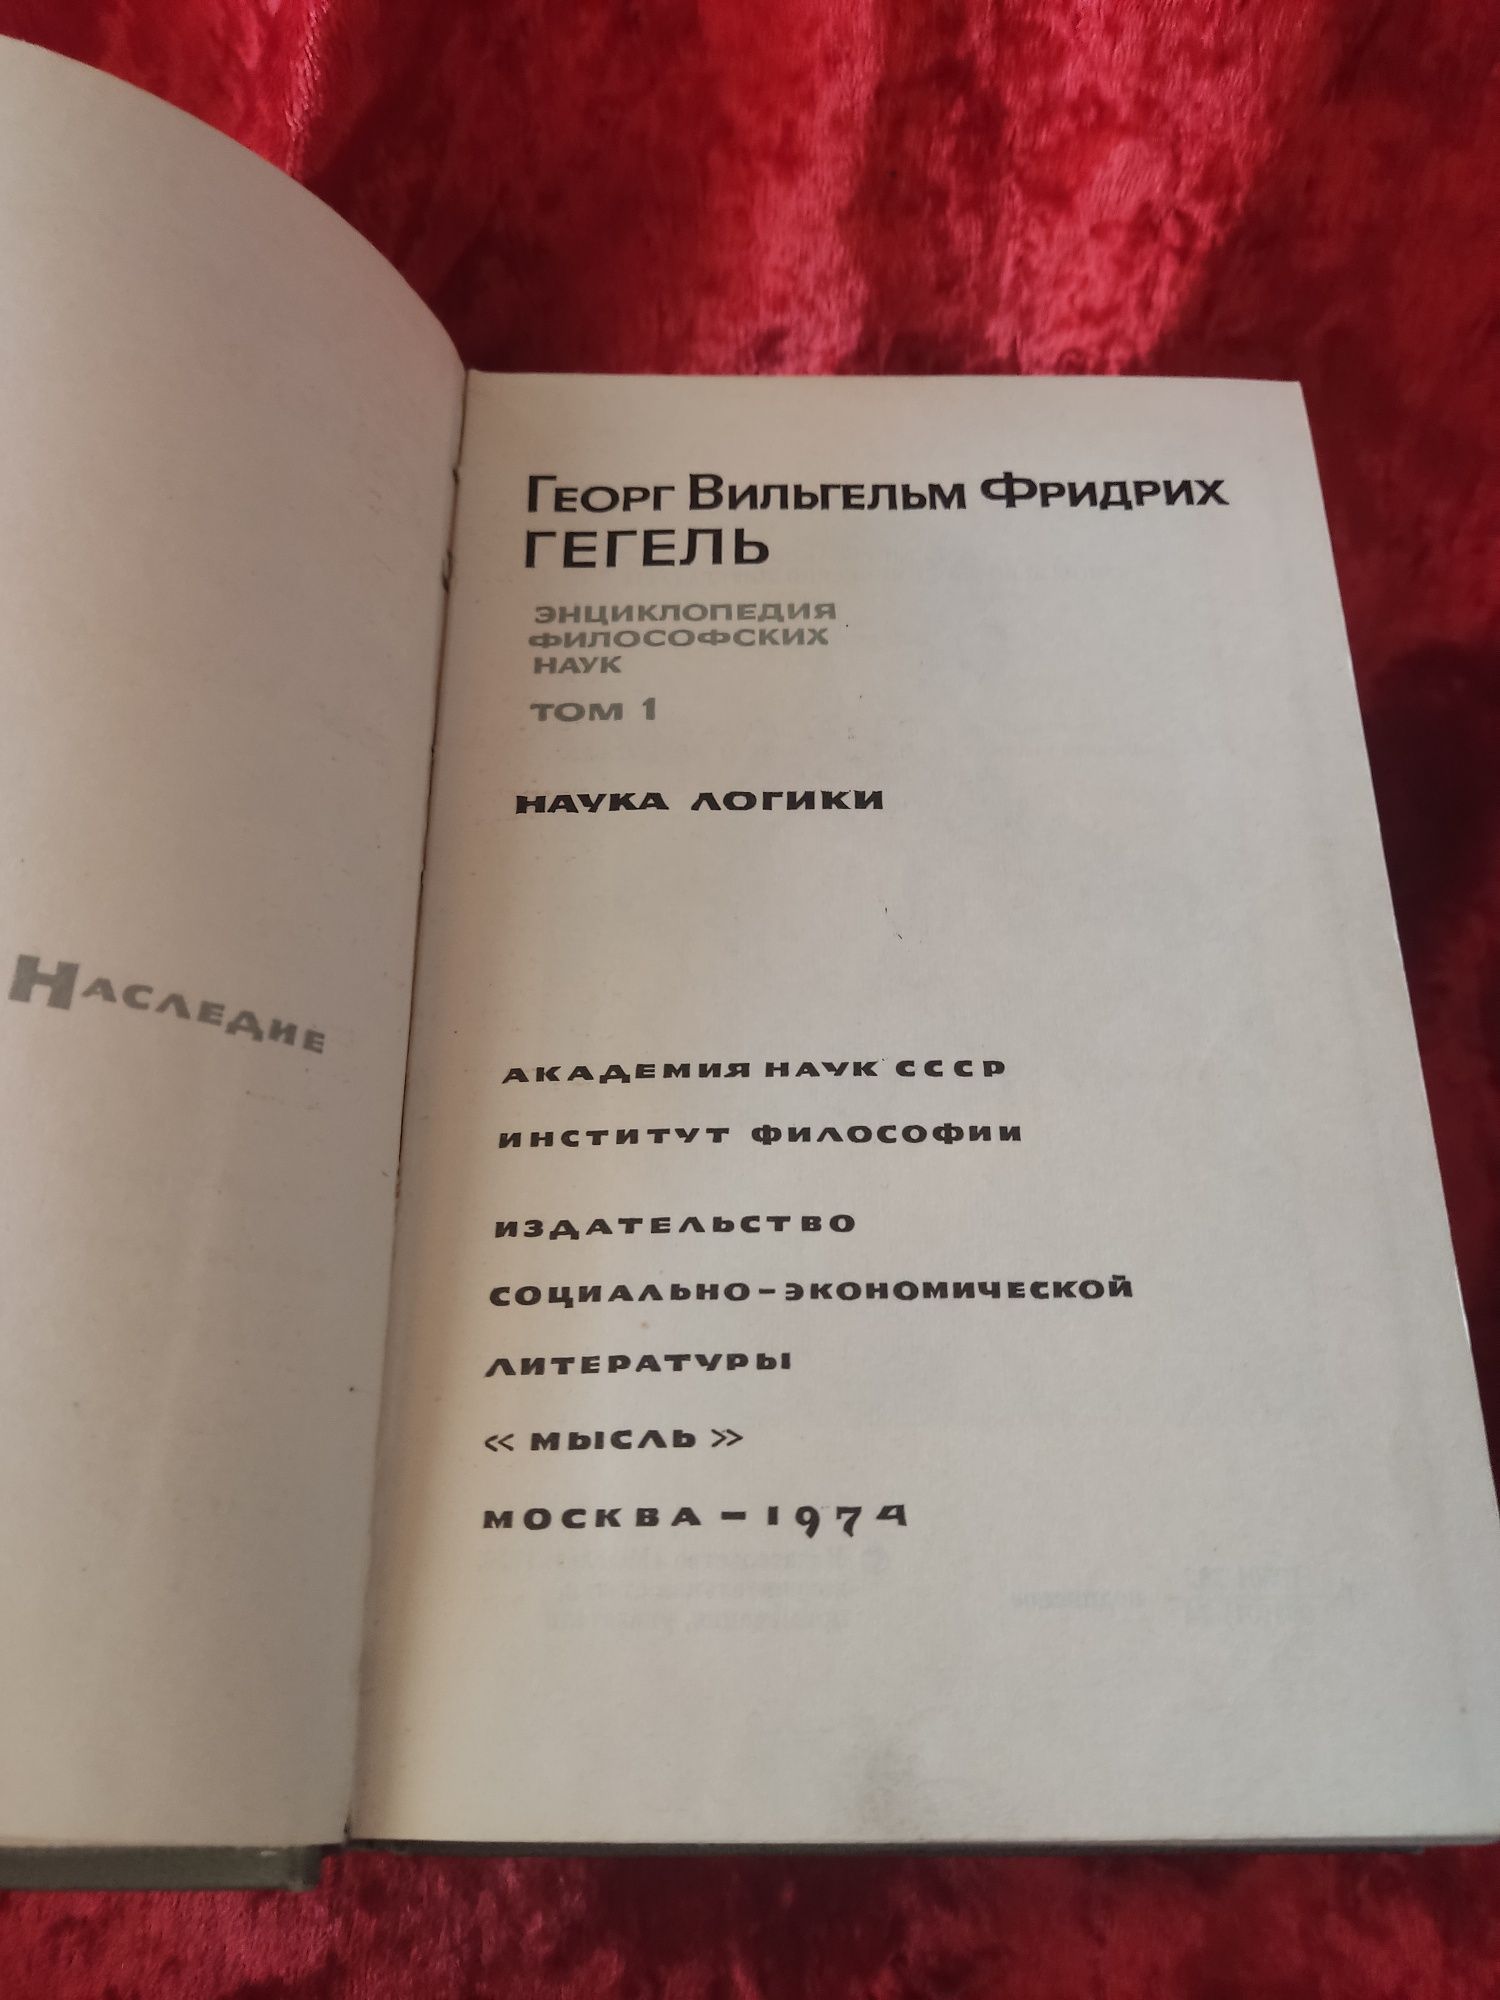 Наследие
Георг Вильгельм Фридрих
ГЕГЕЛЬ
ЭНЦИКЛОПЕДИЯ
ФИЛОСОФСКИХ
НАУК
ТОМ 1
НАУКА ЛОГИКИ
АКАДЕМИЯ НАУК СССР
ИНСТИТУТ ФИЛОСОФИИ
ИЗДАТЕЛЬСТВО
СОЦИАЛЬНО-ЭКОНОМИЧЕСКОЙ
ЛИТЕРАТУРЫ
«МЫСЛЬ»
МОСКВА-1974